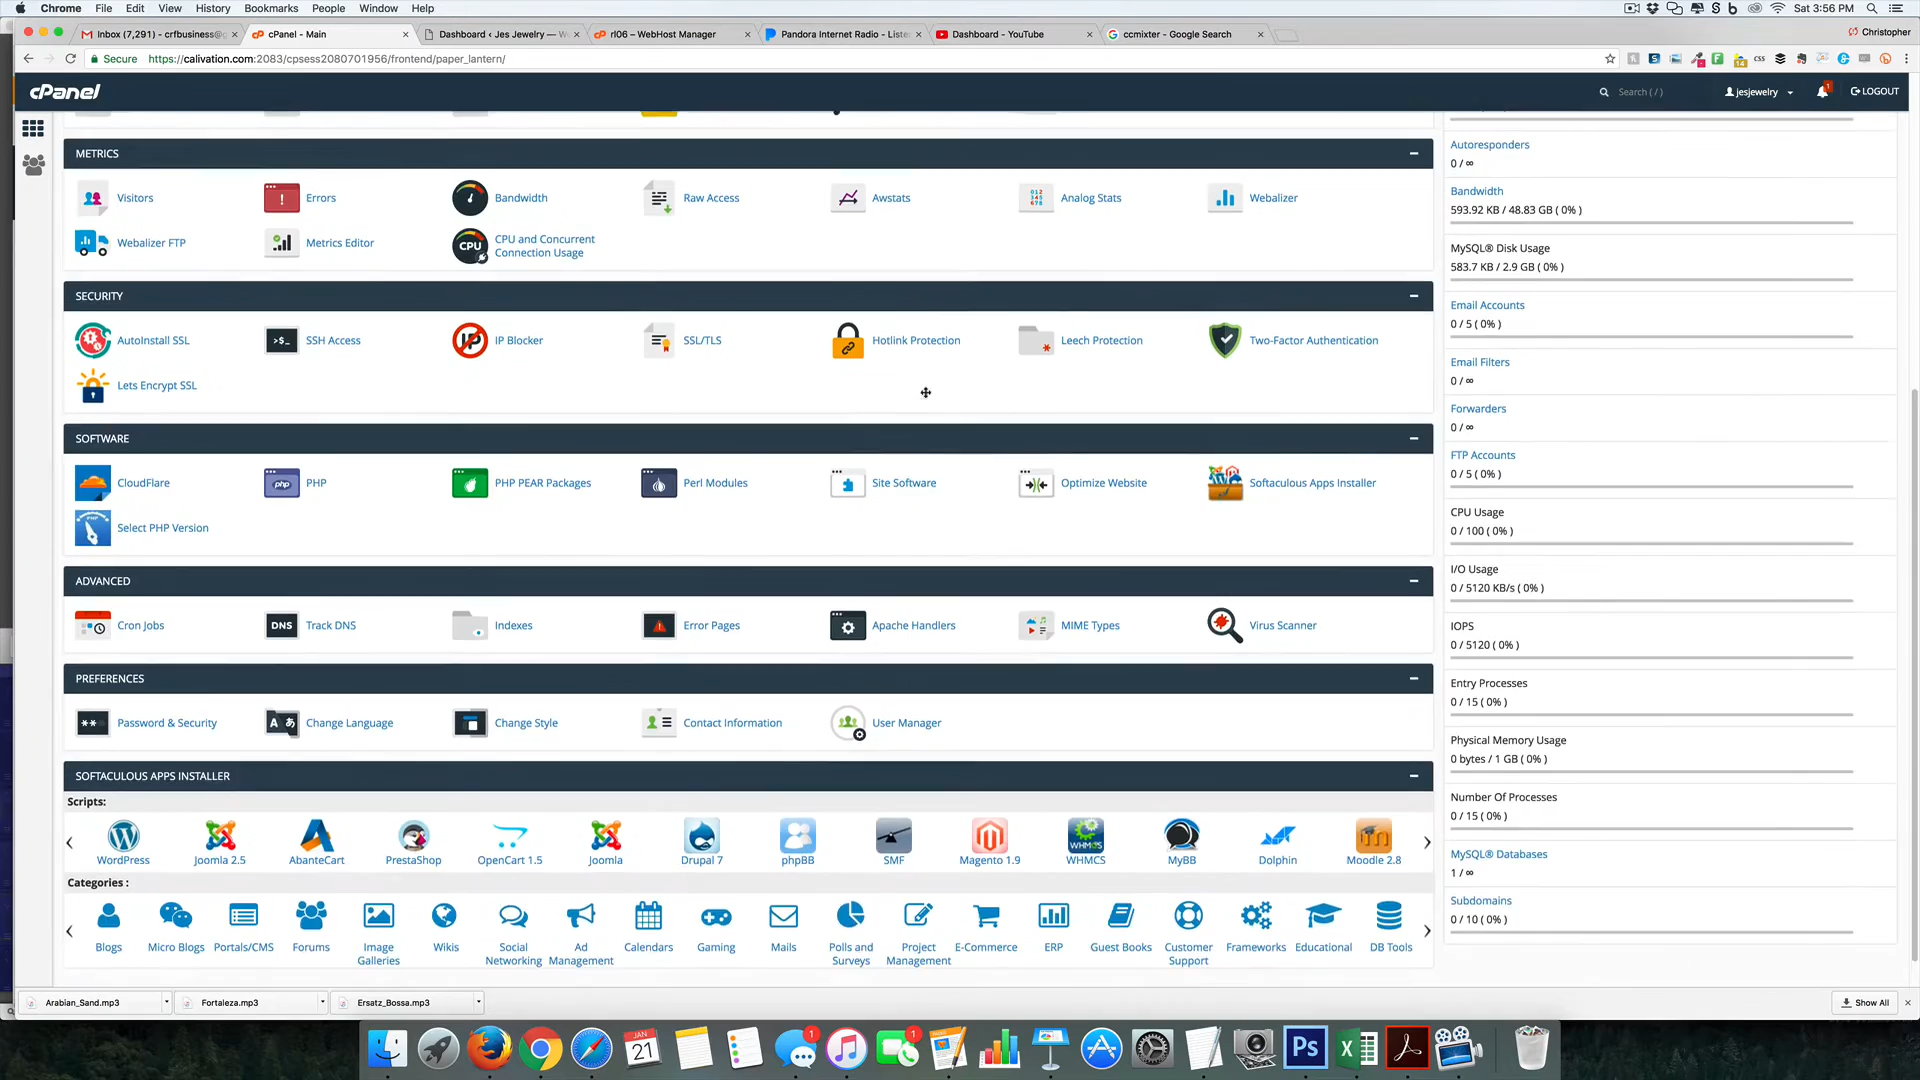 Chrome File Edit View History Bookmarks People Window Help Sat 3:56 PM
Inbox (7,291) - crfbusiness@g cPanel - Main Dashboard ‹ Jes Jewelry — W rl06 – WebHost Manager Pandora Internet Radio - Liste Dashboard - YouTube ccmixter - Google Search Christopher
Secure https://calivation.com:2083/cpsess2080701956/frontend/paper_lantern/
cPanel Search ( / ) jesjewelry 1 LOGOUT
METRICS
Visitors Errors Bandwidth Raw Access Awstats Analog Stats Webalizer
Webalizer FTP Metrics Editor CPU CPU and Concurrent
Connection Usage
SECURITY
AutoInstall SSL SSH Access IP Blocker SSL/TLS Hotlink Protection Leech Protection Two-Factor Authentication
Lets Encrypt SSL
SOFTWARE
CloudFlare php PHP PHP PEAR Packages Perl Modules Site Software Optimize Website Softaculous Apps Installer
Select PHP Version
ADVANCED
Cron Jobs DNS Track DNS Indexes Error Pages Apache Handlers MIME Types Virus Scanner
PREFERENCES
Password & Security Change Language Change Style Contact Information User Manager
SOFTACULOUS APPS INSTALLER
Scripts:
WordPress Joomla 2.5 AbanteCart PrestaShop OpenCart 1.5 Joomla Drupal 7 phpBB SMF Magento 1.9 WHMCS MyBB Dolphin Moodle 2.8
Categories :
Blogs Micro Blogs Portals/CMS Forums Image Wikis Social Ad Calendars Gaming Mails Polls and Project E-Commerce ERP Guest Books Customer Frameworks Educational DB Tools
Galleries Networking Management Surveys Management Support
Autoresponders
0 / ∞
Bandwidth
593.92 KB / 48.83 GB ( 0% )
MySQL® Disk Usage
583.7 KB / 2.9 GB ( 0% )
Email Accounts
0 / 5 ( 0% )
Email Filters
0 / ∞
Forwarders
0 / ∞
FTP Accounts
0 / 5 ( 0% )
CPU Usage
0 / 100 ( 0% )
I/O Usage
0 / 5120 KB/s ( 0% )
IOPS
0 / 5120 ( 0% )
Entry Processes
0 / 15 ( 0% )
Physical Memory Usage
0 bytes / 1 GB ( 0% )
Number Of Processes
0 / 15 ( 0% )
MySQL® Databases
1 / ∞
Subdomains
0 / 10 ( 0% )
Arabian_Sand.mp3 Fortaleza.mp3 Ersatz_Bossa.mp3 Show All
JAN
21 1 1 Ps